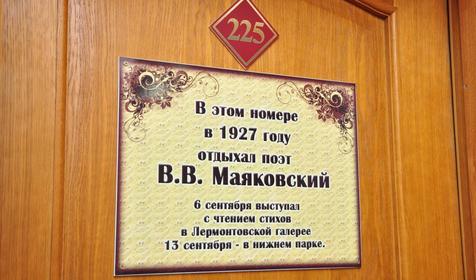 225
В этом номере
в 1927 году
отдыхал поэт
В.В. Маяковский
6 сентября выступал
с чтением стихов
в Лермонтовской галерее
13 сентября - в нижнем парке.